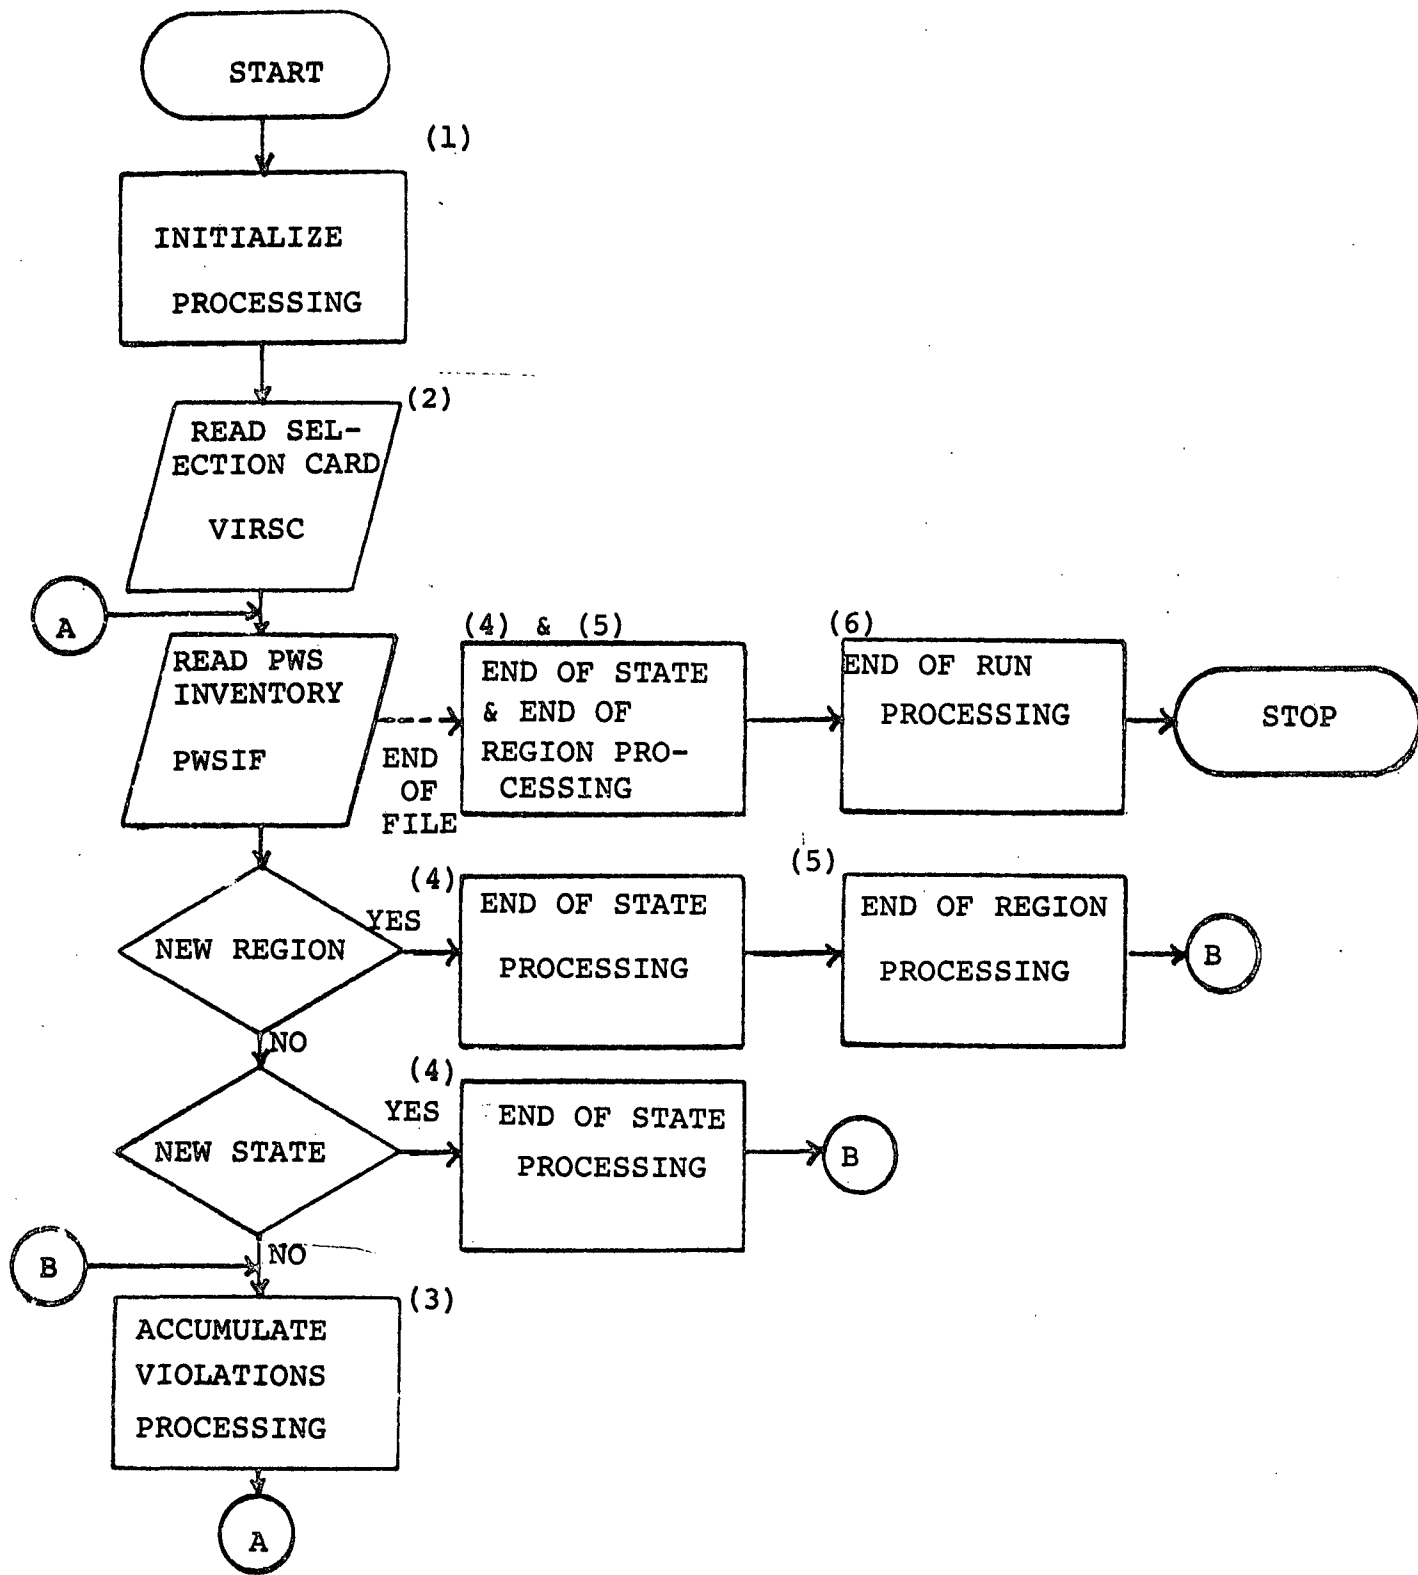 START
(1)
INITIALIZE
PROCESSING
(2)
READ SEL-
ECTION CARD
VIRSC
A
READ PWS
INVENTORY
PWSIF
END
OF
FILE
(4) & (5)
END OF STATE
& END OF
REGION PRO-
CESSING
(6)
END OF RUN
PROCESSING
STOP
NEW REGION
YES
(4)
END OF STATE
PROCESSING
(5)
END OF REGION
PROCESSING
B
NO
NEW STATE
YES
(4)
END OF STATE
PROCESSING
B
NO
B
(3)
ACCUMULATE
VIOLATIONS
PROCESSING
A